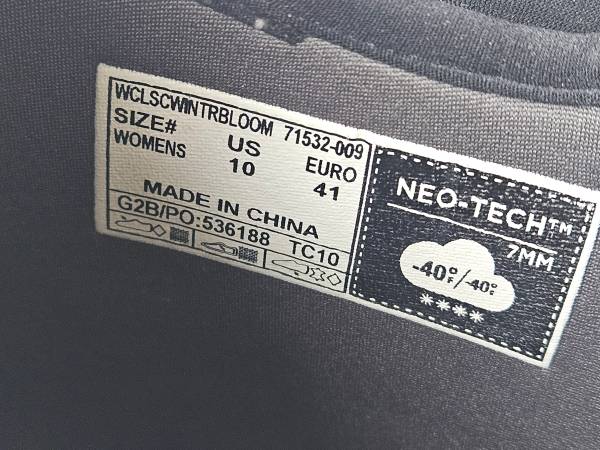 WCLSCWINTRBLOOM 71532-009
SIZE# US EURO
WOMENS 10 41
MADE IN CHINA
G2B/PO:536188 TC10
NEO-TECH™
7MM
-40°F/-40°C